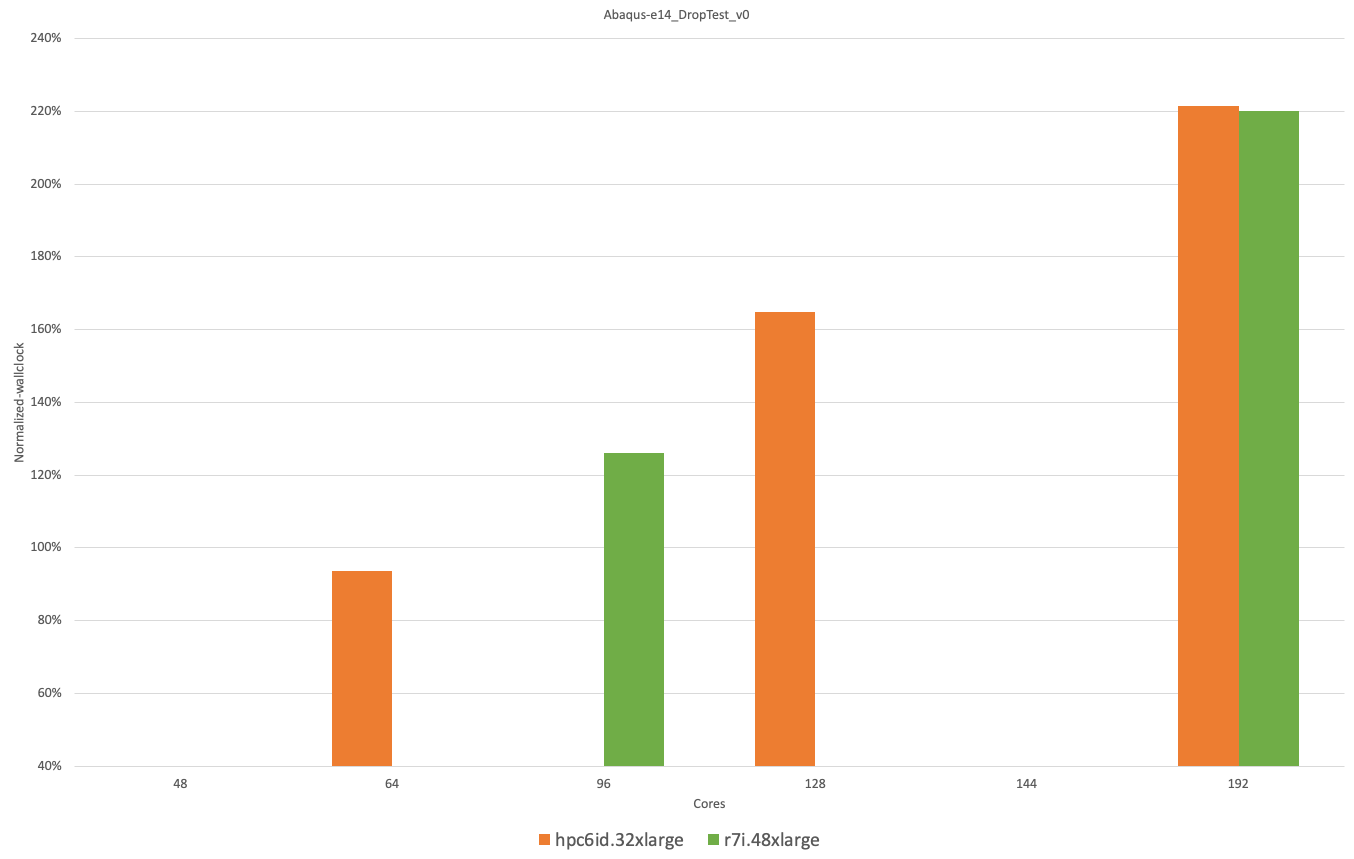 Abaqus-e14_DropTest_v0
240%
220%
200%
180%
160%
140%
120%
100%
80%
60%
40%
Normalized-wallclock
48 64 96 128 144 192
Cores
hpc6id.32xlarge r7i.48xlarge